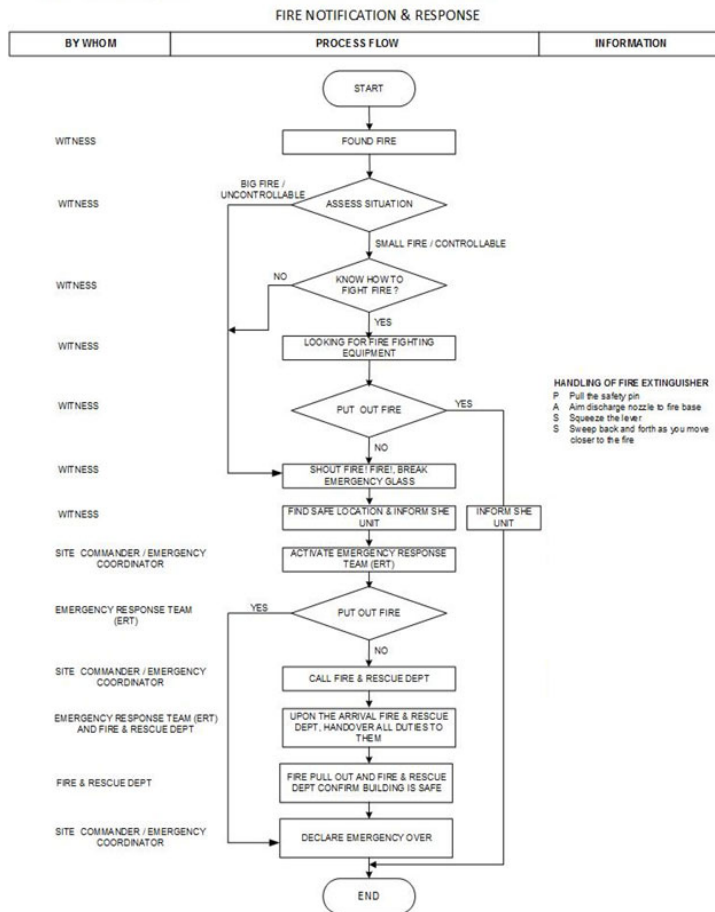 FIRE NOTIFICATION & RESPONSE
BY WHOM
PROCESS FLOW
INFORMATION
START
WITNESS
FOUND FIRE
BIG FIRE /
UNCONTROLLABLE
WITNESS
ASSESS SITUATION
SMALL FIRE / CONTROLLABLE
NO
WITNESS
KNOW HOW TO
FIGHT FIRE ?
YES
WITNESS
LOOKING FOR FIRE FIGHTING
EQUIPMENT
HANDLING OF FIRE EXTINGUISHER
P Pull the safety pin
A Aim discharge nozzle to fire base
S Squeeze the lever
S Sweep back and forth as you move
closer to the fire
WITNESS
PUT OUT FIRE
YES
NO
WITNESS
SHOUT FIRE! FIRE!, BREAK
EMERGENCY GLASS
WITNESS
FIND SAFE LOCATION & INFORM SHE
UNIT
INFORM SHE
UNIT
SITE COMMANDER / EMERGENCY
COORDINATOR
ACTIVATE EMERGENCY RESPONSE
TEAM (ERT)
EMERGENCY RESPONSE TEAM
(ERT)
YES
PUT OUT FIRE
NO
SITE COMMANDER / EMERGENCY
COORDINATOR
CALL FIRE & RESCUE DEPT
EMERGENCY RESPONSE TEAM (ERT)
AND FIRE & RESCUE DEPT
UPON THE ARRIVAL FIRE & RESCUE
DEPT, HANDOVER ALL DUTIES TO
THEM
FIRE & RESCUE DEPT
FIRE PULL OUT AND FIRE & RESCUE
DEPT CONFIRM BUILDING IS SAFE
SITE COMMANDER / EMERGENCY
COORDINATOR
DECLARE EMERGENCY OVER
END